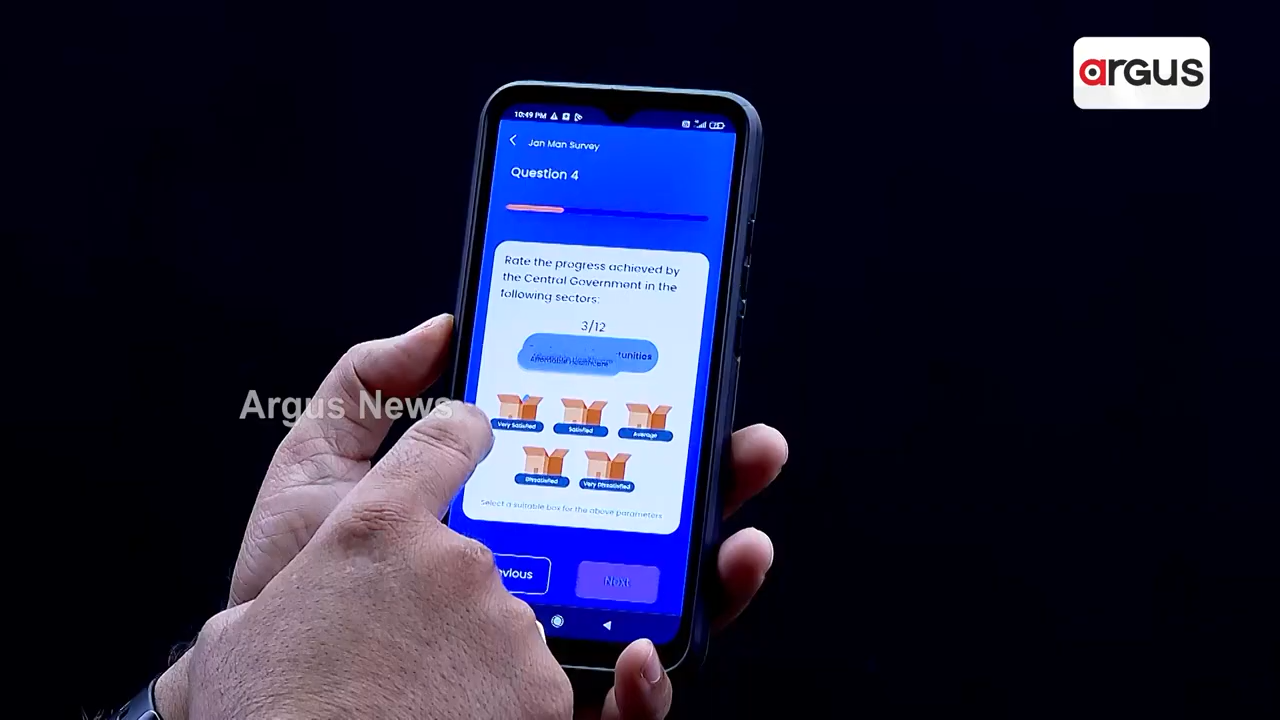 argus
10:49 PM
Jan Man Survey
Question 4
Rate the progress achieved by
the Central Government in the
following sectors:
3/12
Affordable Healthcare
Argus News
Very Satisfied
Satisfied
Average
Dissatisfied
Very Dissatisfied
Select a suitable box for the above parameters
Next